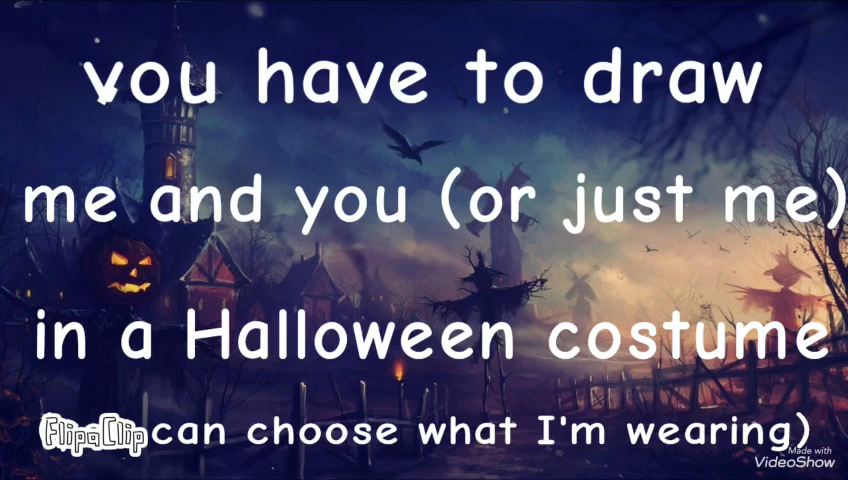 you have to draw
me and you (or just me)
in a Halloween costume
FlipaClip can choose what I'm wearing)
Made with
VideoShow